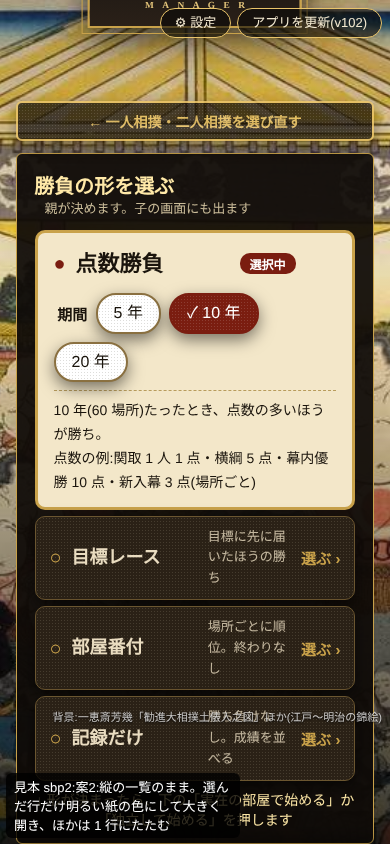 MANAGER
⚙ 設定
アプリを更新(v102)
← 一人相撲・二人相撲を選び直す
勝負の形を選ぶ
親が決めます。子の画面にも出ます
● 点数勝負
選択中
期間
5 年
✓ 10 年
20 年
10 年(60 場所)たったとき、点数の多いほう
が勝ち。
点数の例:関取 1 人 1 点・横綱 5 点・幕内優
勝 10 点・新入幕 3 点(場所ごと)
○ 目標レース
目標に先に届
いたほうの勝
ち
選ぶ ›
○ 部屋番付
場所ごとに順
位。終わりな
し
選ぶ ›
背景:一恵斎芳幾「勧進大相撲土俵入之図」ほか(江戸〜明治の錦絵)
○ 記録だけ
し。成績を並
べる
選ぶ ›
見本 sbp2:案2:縦の一覧のまま。選ん
だ行だけ明るい紙の色にして大きく
開き、ほかは 1 行にたたむ
の部屋で始める」か
押します